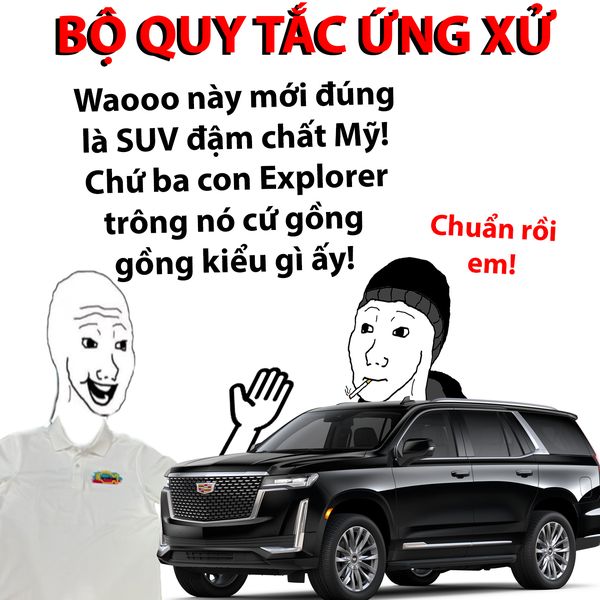 BỘ QUY TẮC ỨNG XỬ
Waooo này mới đúng
là SUV đậm chất Mỹ!
Chứ ba con Explorer
trông nó cứ gồng
gồng kiểu gì ấy!
Chuẩn rồi
em!